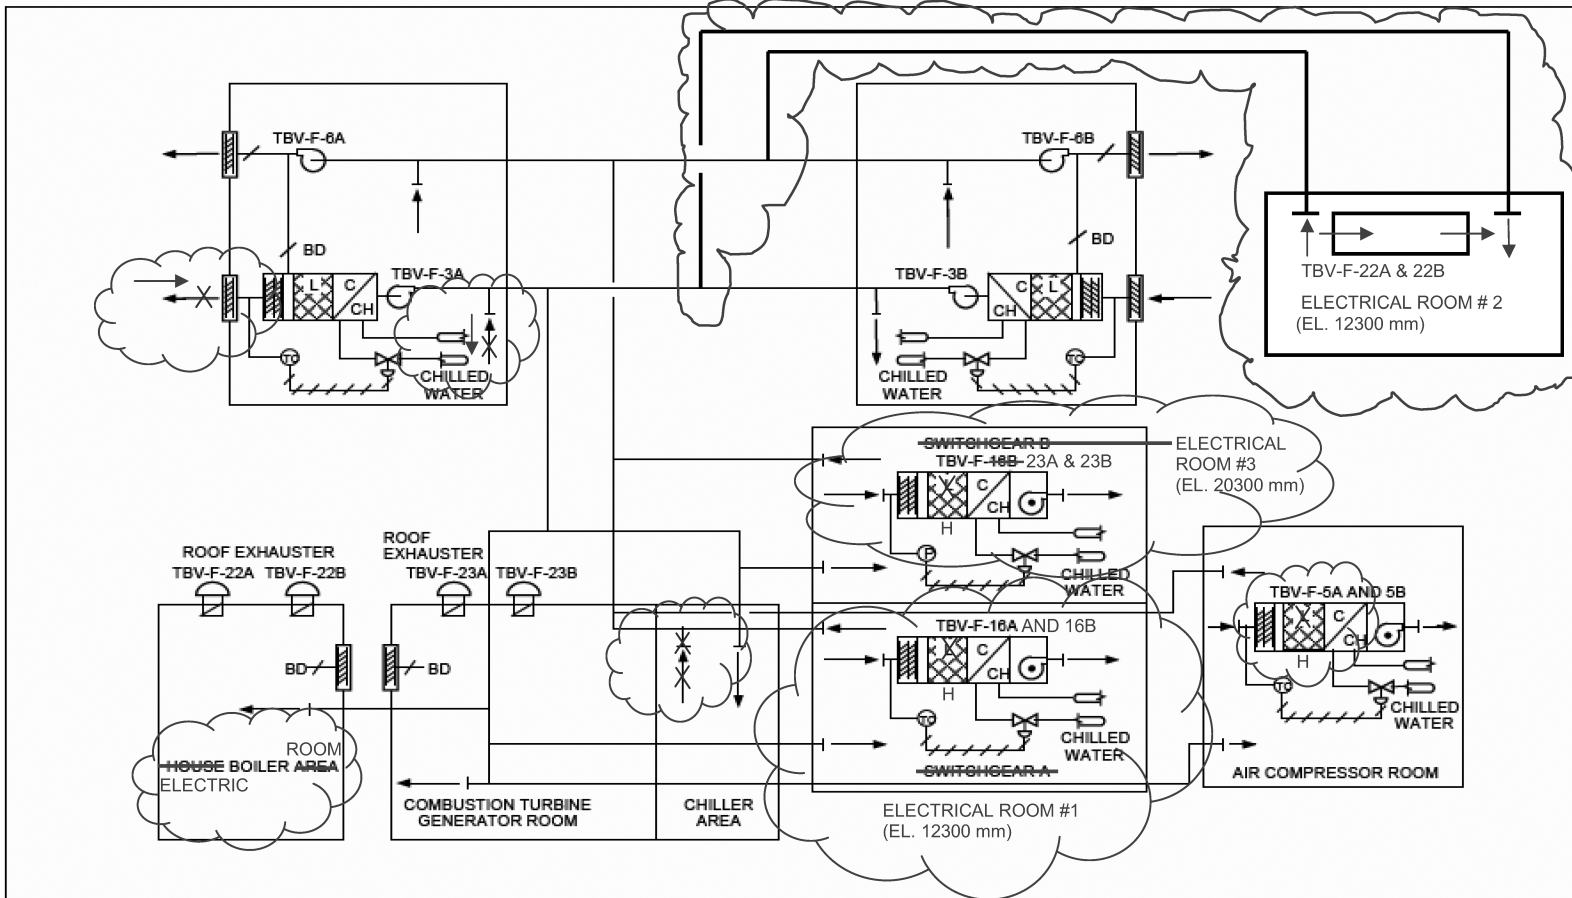 TBV-F-6A
TBV-F-6B
BD
BD
TBV-F-3A
TBV-F-3B
L
C
CH
C
L
CH
TC
TC
CHILLED
WATER
CHILLED
WATER
TBV-F-22A & 22B
ELECTRICAL ROOM # 2
(EL. 12300 mm)
SWITCHGEAR B
TBV-F-16B 23A & 23B
ELECTRICAL
ROOM #3
(EL. 20300 mm)
L
C
CH
H
P
CHILLED
WATER
ROOF EXHAUSTER
TBV-F-22A TBV-F-22B
ROOF
EXHAUSTER
TBV-F-23A TBV-F-23B
BD
BD
TBV-F-16A AND 16B
L
C
CH
H
TC
CHILLED
WATER
SWITCHGEAR A
ELECTRICAL ROOM #1
(EL. 12300 mm)
TBV-F-5A AND 5B
L
C
CH
H
TC
CHILLED
WATER
AIR COMPRESSOR ROOM
ROOM
HOUSE BOILER AREA
ELECTRIC
COMBUSTION TURBINE
GENERATOR ROOM
CHILLER
AREA